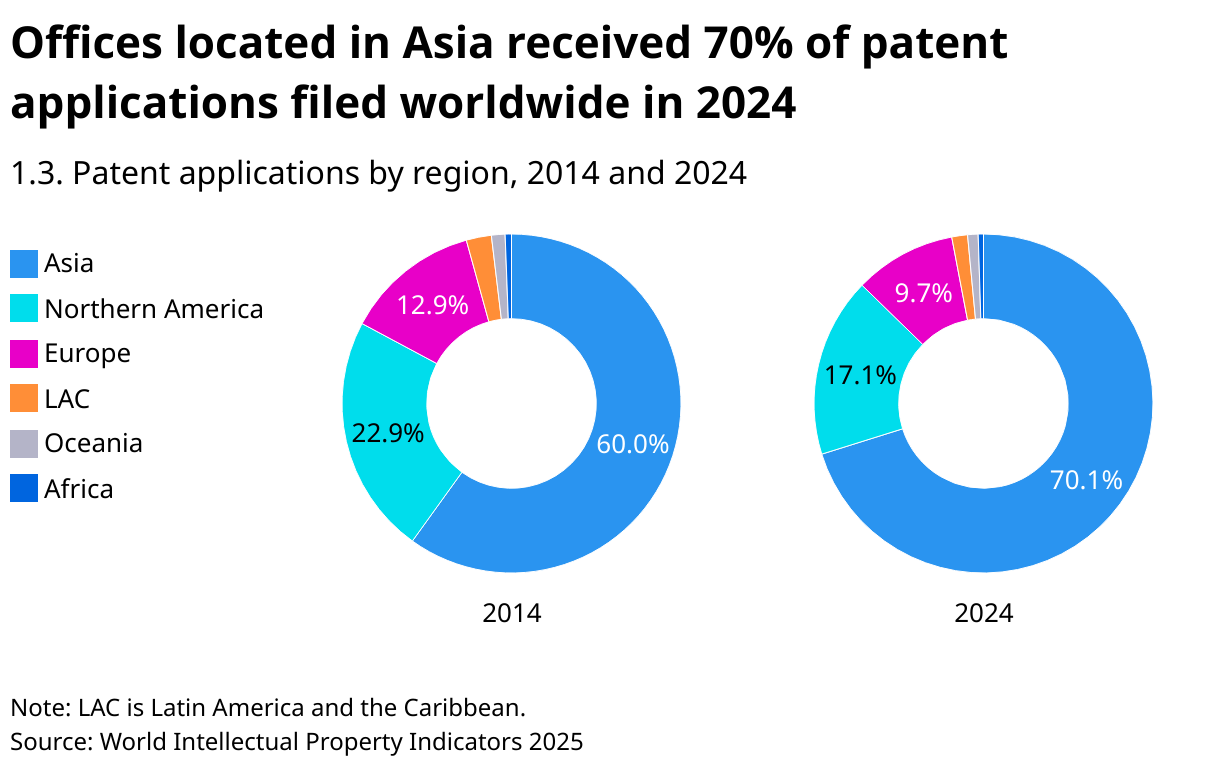 Offices located in Asia received 70% of patent
applications filed worldwide in 2024
1.3. Patent applications by region, 2014 and 2024
Asia
Northern America
Europe
LAC
Oceania
Africa
12.9%
22.9%
60.0%
2014
9.7%
17.1%
70.1%
2024
Note: LAC is Latin America and the Caribbean.
Source: World Intellectual Property Indicators 2025